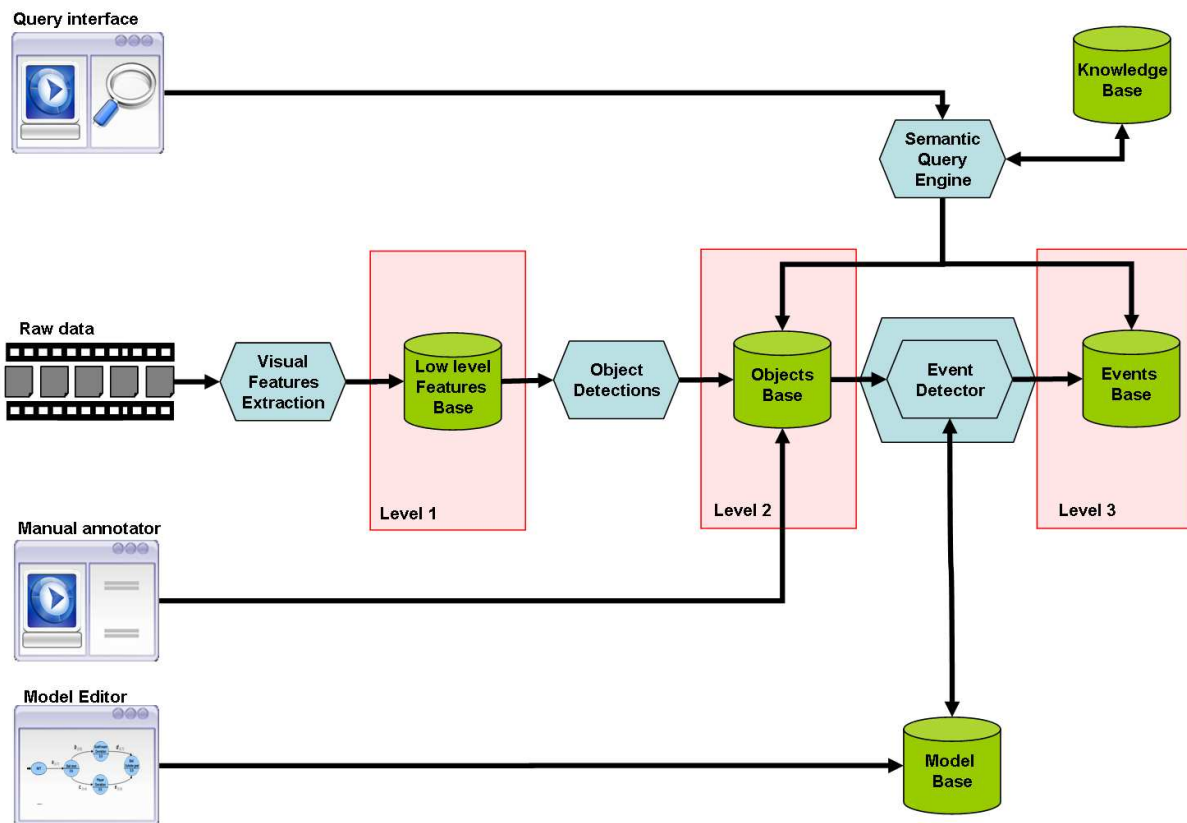 Query interface
Knowledge
Base
Semantic
Query
Engine
Raw data
Visual
Features
Extraction
Low level
Features
Base
Object
Detections
Objects
Base
Event
Detector
Events
Base
Level 1
Level 2
Level 3
Manual annotator
Model Editor
Model
Base